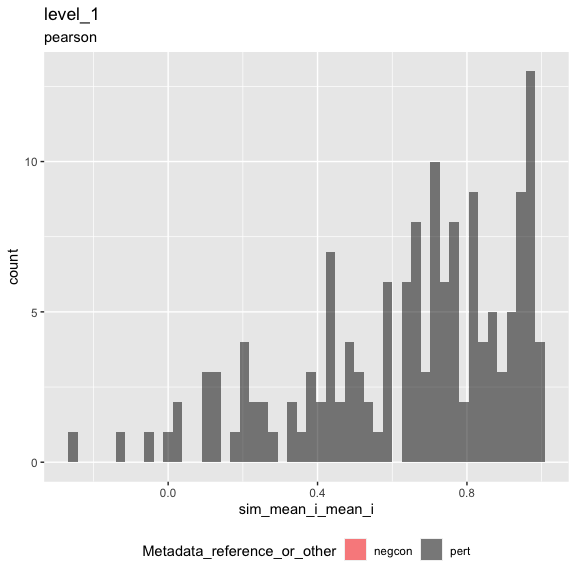 level_1
pearson
count
10
5
0
0.0 0.4 0.8
sim_mean_i_mean_i
Metadata_reference_or_other negcon pert